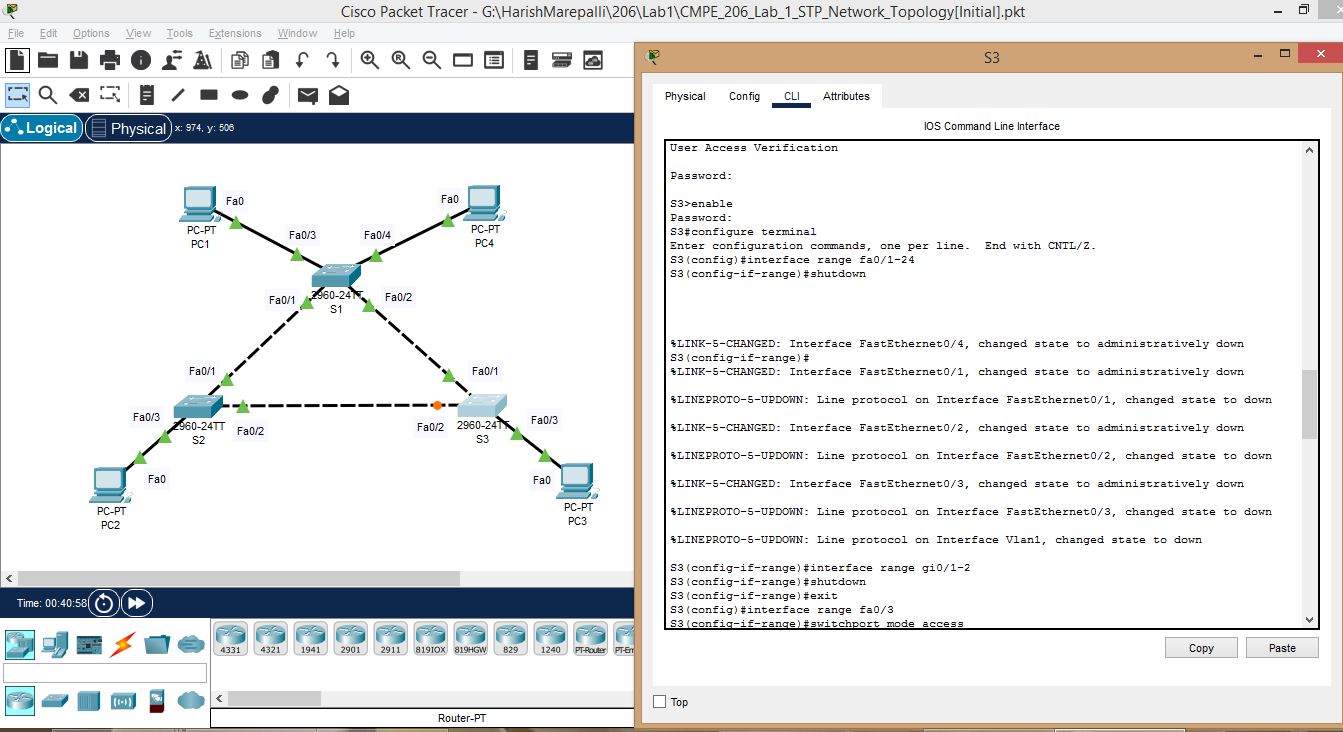 Cisco Packet Tracer - G:\HarishMarepalli\206\Lab1\CMPE_206_Lab_1_STP_Network_Topology[Initial].pkt
File Edit Options View Tools Extensions Window Help
Logical Physical x: 974, y: 506
Fa0
PC-PT
PC1
Fa0/3
Fa0
PC-PT
PC4
Fa0/4
Fa0/1
2960-24TT
S1
Fa0/2
Fa0/1
Fa0/3
2960-24TT
S2
Fa0/2
Fa0
PC-PT
PC2
Fa0/1
Fa0/2
2960-24TT
S3
Fa0/3
Fa0
PC-PT
PC3
Time: 00:40:58
4331 4321 1941 2901 2911 819IOX 819HGW 829 1240 PT-Router PT-Em
Router-PT
S3
Physical Config CLI Attributes
IOS Command Line Interface
User Access Verification
Password:
S3>enable
Password:
S3#configure terminal
Enter configuration commands, one per line. End with CNTL/Z.
S3(config)#interface range fa0/1-24
S3(config-if-range)#shutdown
%LINK-5-CHANGED: Interface FastEthernet0/4, changed state to administratively down
S3(config-if-range)#
%LINK-5-CHANGED: Interface FastEthernet0/1, changed state to administratively down
%LINEPROTO-5-UPDOWN: Line protocol on Interface FastEthernet0/1, changed state to down
%LINK-5-CHANGED: Interface FastEthernet0/2, changed state to administratively down
%LINEPROTO-5-UPDOWN: Line protocol on Interface FastEthernet0/2, changed state to down
%LINK-5-CHANGED: Interface FastEthernet0/3, changed state to administratively down
%LINEPROTO-5-UPDOWN: Line protocol on Interface FastEthernet0/3, changed state to down
%LINEPROTO-5-UPDOWN: Line protocol on Interface Vlan1, changed state to down
S3(config-if-range)#interface range gi0/1-2
S3(config-if-range)#shutdown
S3(config-if-range)#exit
S3(config)#interface range fa0/3
S3(config-if-range)#switchport mode access
Copy Paste
Top